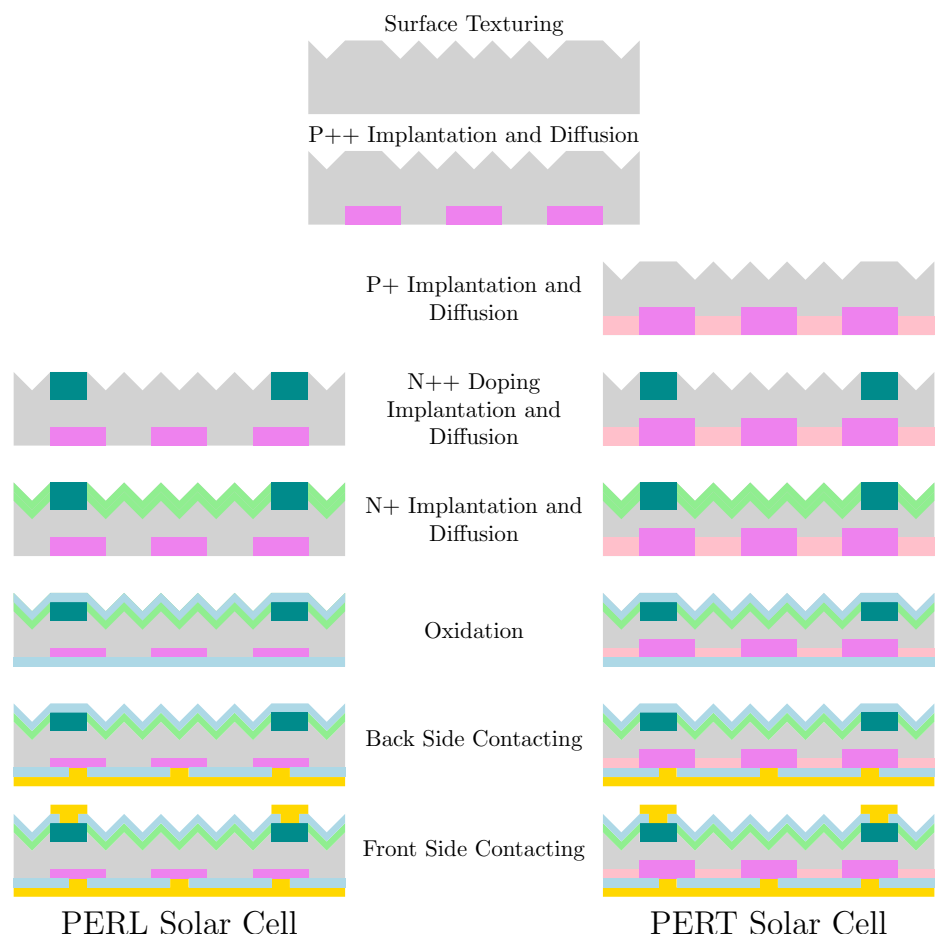 Surface Texturing
P++ Implantation and Diffusion
P+ Implantation and
Diffusion
N++ Doping
Implantation and
Diffusion
N+ Implantation and
Diffusion
Oxidation
Back Side Contacting
Front Side Contacting
PERL Solar Cell
PERT Solar Cell